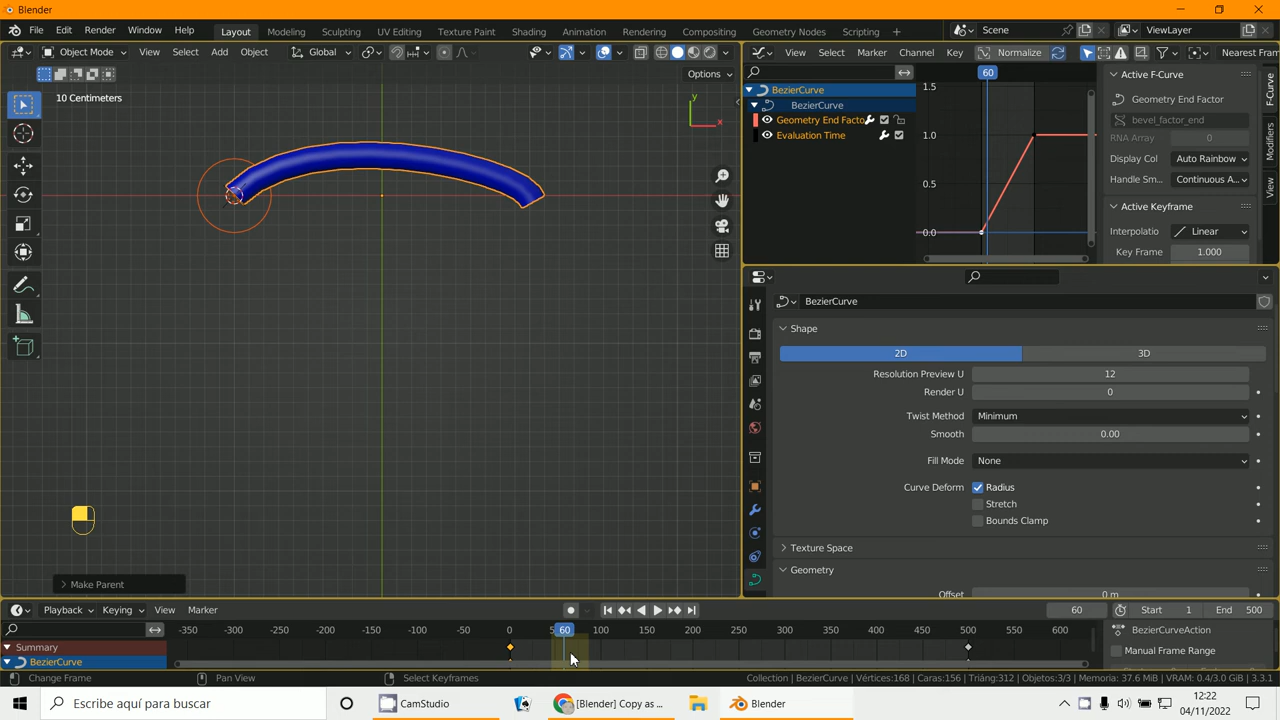 Blender
File Edit Render Window Help Layout Modeling Sculpting UV Editing Texture Paint Shading Animation Rendering Compositing Geometry Nodes Scripting + Scene ViewLayer
Object Mode View Select Add Object Global
View Select Marker Channel Key Normalize Nearest Fram
Options
10 Centimeters
y
x
60
1.5
1.0
0.5
0.0
BezierCurve
BezierCurve
Geometry End Facto
Evaluation Time
Active F-Curve
Geometry End Factor
bevel_factor_end
RNA Array 0
Display Col Auto Rainbow
Handle Sm... Continuous A...
Active Keyframe
Interpolatio Linear
Key Frame 1.000
F-Curve
Modifiers
View
BezierCurve
Shape
2D 3D
Resolution Preview U 12
Render U 0
Twist Method Minimum
Smooth 0.00
Fill Mode None
Curve Deform Radius
Stretch
Bounds Clamp
Texture Space
Geometry
Offset 0 m
Make Parent
Playback Keying View Marker 60 Start 1 End 500
-350 -300 -250 -200 -150 -100 -50 0 60 100 150 200 250 300 350 400 450 500 550 600
Summary
BezierCurve
BezierCurveAction
Manual Frame Range
Change Frame Pan View Select Keyframes Collection | BezierCurve | Vértices:168 | Caras:156 | Triáng:312 | Objetos:3/3 | Memoria: 37.6 MiB | VRAM: 0.4/3.0 GiB | 3.3.1
Escribe aquí para buscar CamStudio [Blender] Copy as ... Blender 12:22
04/11/2022